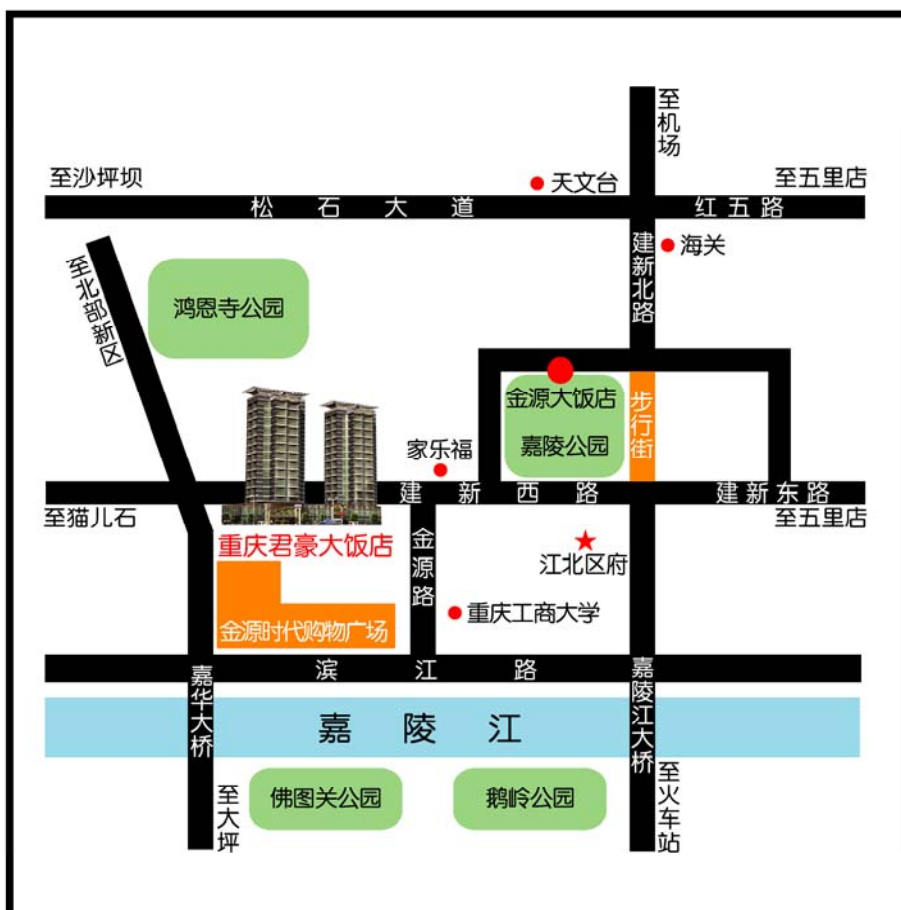 至机场
至沙坪坝
天文台
至五里店
松石大道
红五路
建新北路
海关
至北部新区
鸿恩寺公园
金源大饭店
步行街
嘉陵公园
家乐福
建新西路
建新东路
至猫儿石
至五里店
重庆君豪大饭店
金源路
江北区府
重庆工商大学
金源时代购物广场
滨江路
嘉华大桥
嘉陵江大桥
嘉陵江
至大坪
佛图关公园
鹅岭公园
至火车站